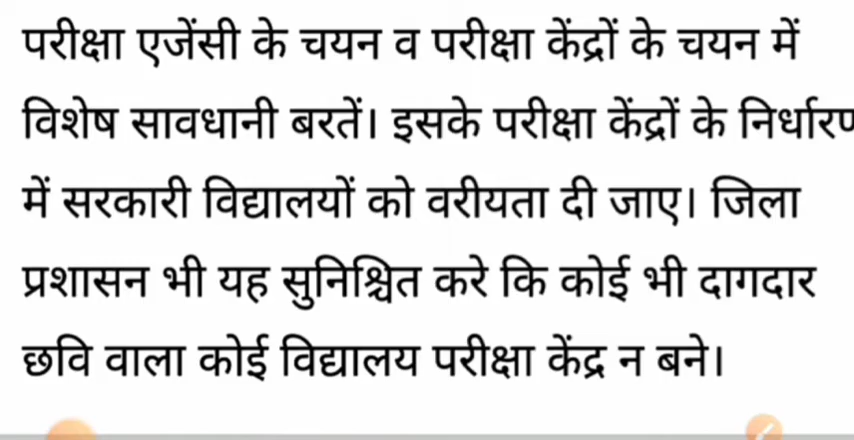 परीक्षा एजेंसी के चयन व परीक्षा केंद्रों के चयन में
विशेष सावधानी बरतें। इसके परीक्षा केंद्रों के निर्धारण
में सरकारी विद्यालयों को वरीयता दी जाए। जिला
प्रशासन भी यह सुनिश्चित करे कि कोई भी दागदार
छवि वाला कोई विद्यालय परीक्षा केंद्र न बने।